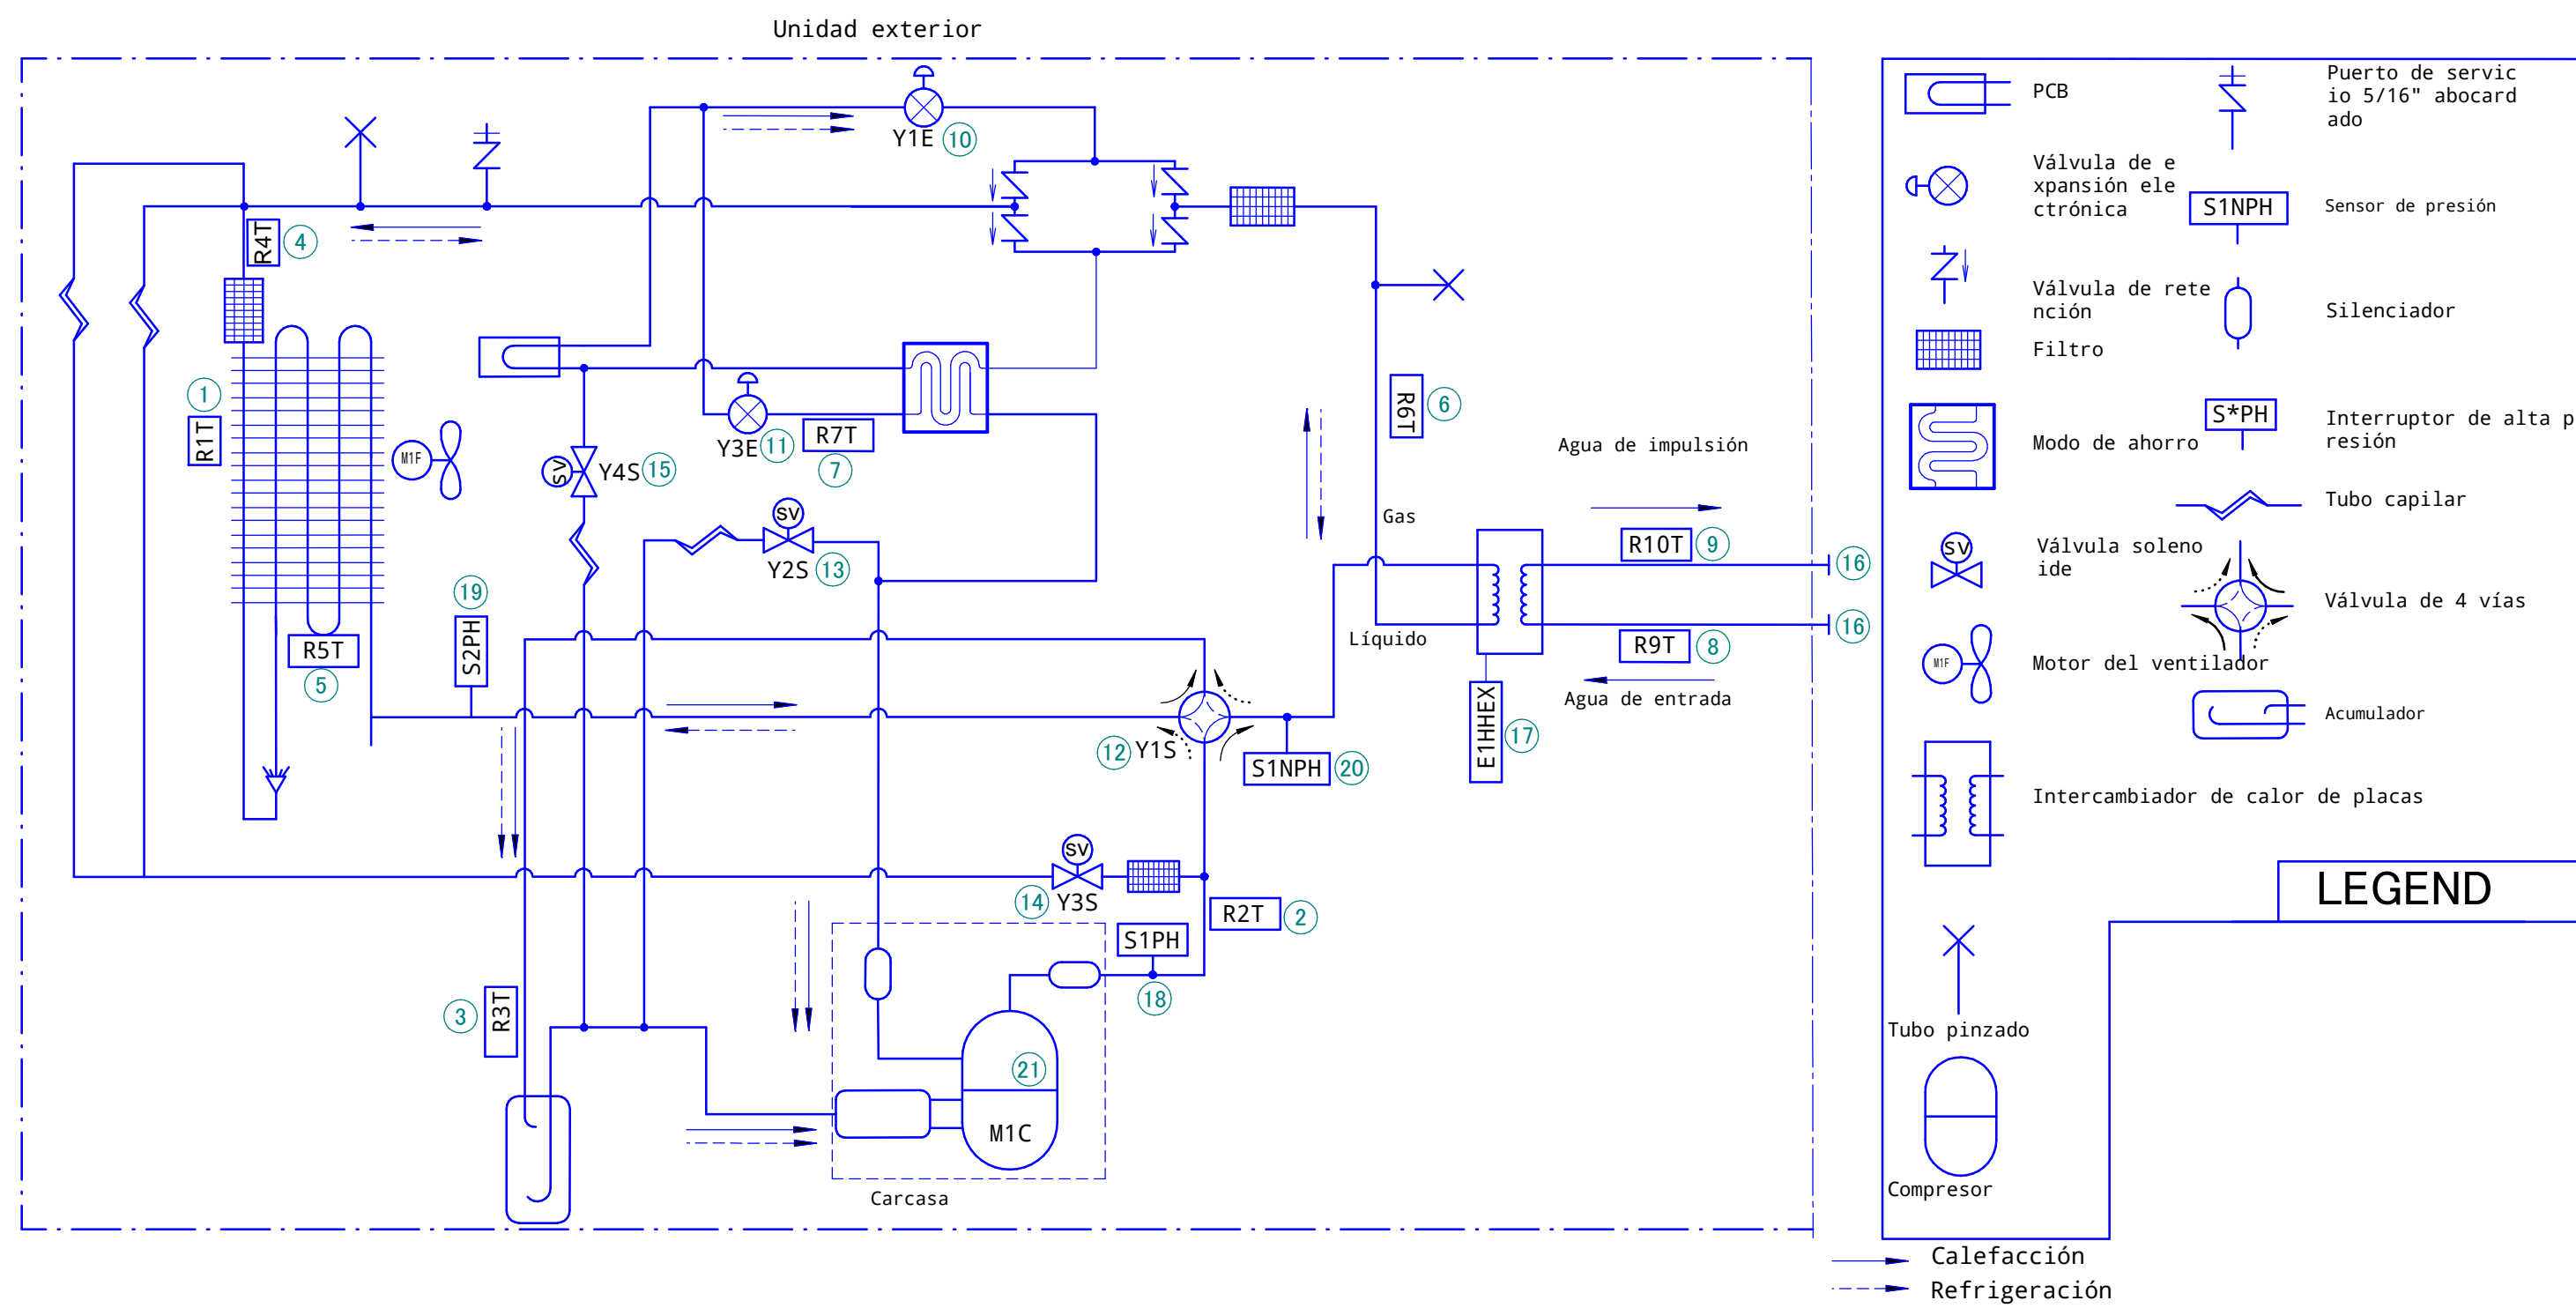 Unidad exterior
Y1E 10
R4T 4
1
R1T
M1F
Y3E 11
R7T
7
SV
Y4S 15
SV
Y2S 13
R5T
5
19
S2PH
R6T 6
Gas
Líquido
Agua de impulsión
R10T 9
16
R9T 8
16
Agua de entrada
E1HHEX 17
12 Y1S
S1NPH 20
SV
14 Y3S
R2T 2
S1PH
18
3 R3T
21
M1C
Carcasa
PCB
Puerto de servic
io 5/16" abocard
ado
Válvula de e
xpansión ele
ctrónica
S1NPH
Sensor de presión
Válvula de rete
nción
Silenciador
Filtro
S*PH
Interruptor de alta p
resión
Modo de ahorro
Tubo capilar
SV
Válvula soleno
ide
Válvula de 4 vías
M1F
Motor del ventilador
Acumulador
Intercambiador de calor de placas
LEGEND
Tubo pinzado
Compresor
Calefacción
Refrigeración